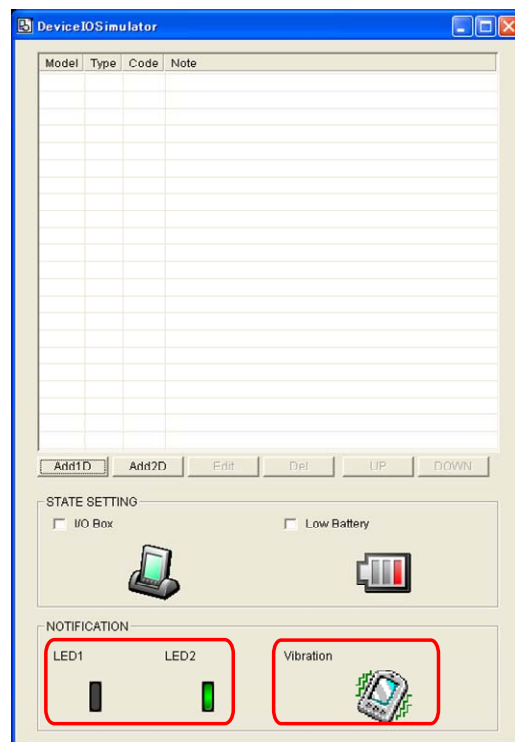 DeviceIOSimulator
Model Type Code Note
Add1D Add2D Edit Del UP DOWN
STATE SETTING
I/O Box Low Battery
NOTIFICATION
LED1 LED2 Vibration